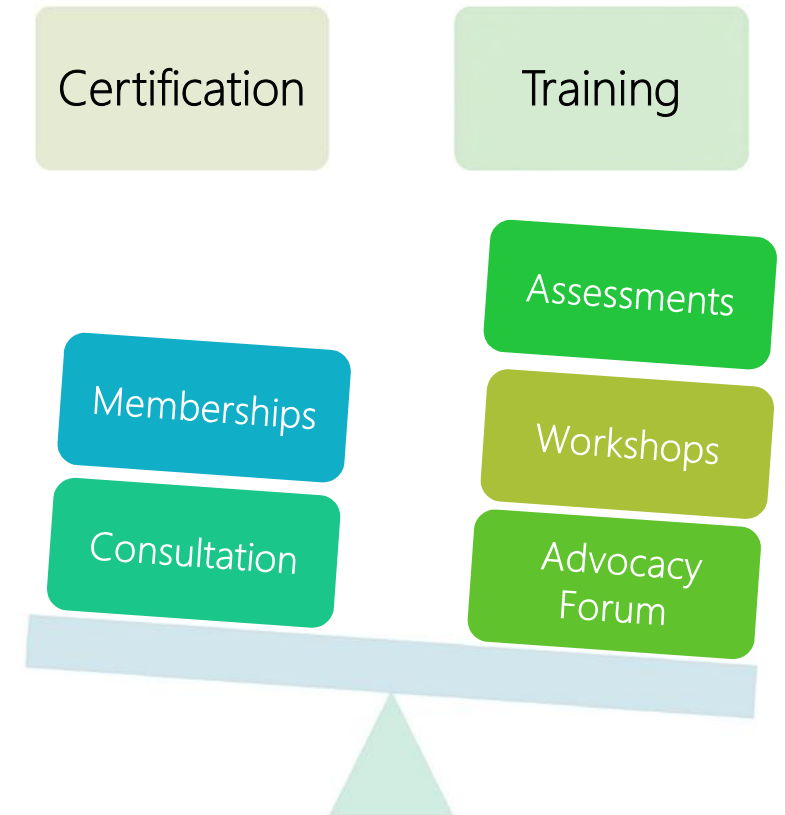 Certification
Training
Assessments
Memberships
Workshops
Consultation
Advocacy
Forum